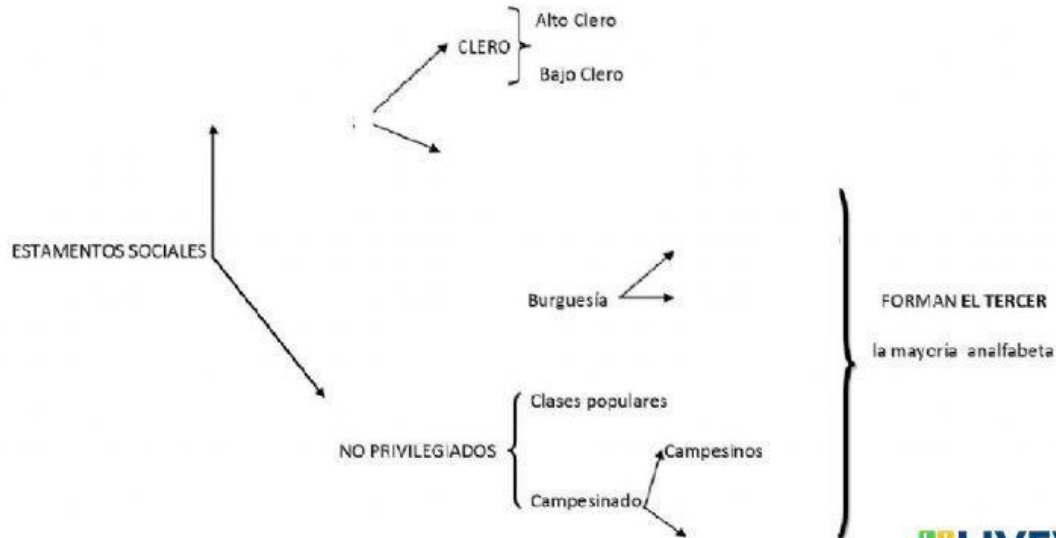 Alto Clero
CLERO
Bajo Clero
ESTAMENTOS SOCIALES
Burguesía
FORMAN EL TERCER
la mayoría analfabeta
Clases populares
NO PRIVILEGIADOS
Campesinos
Campesinado